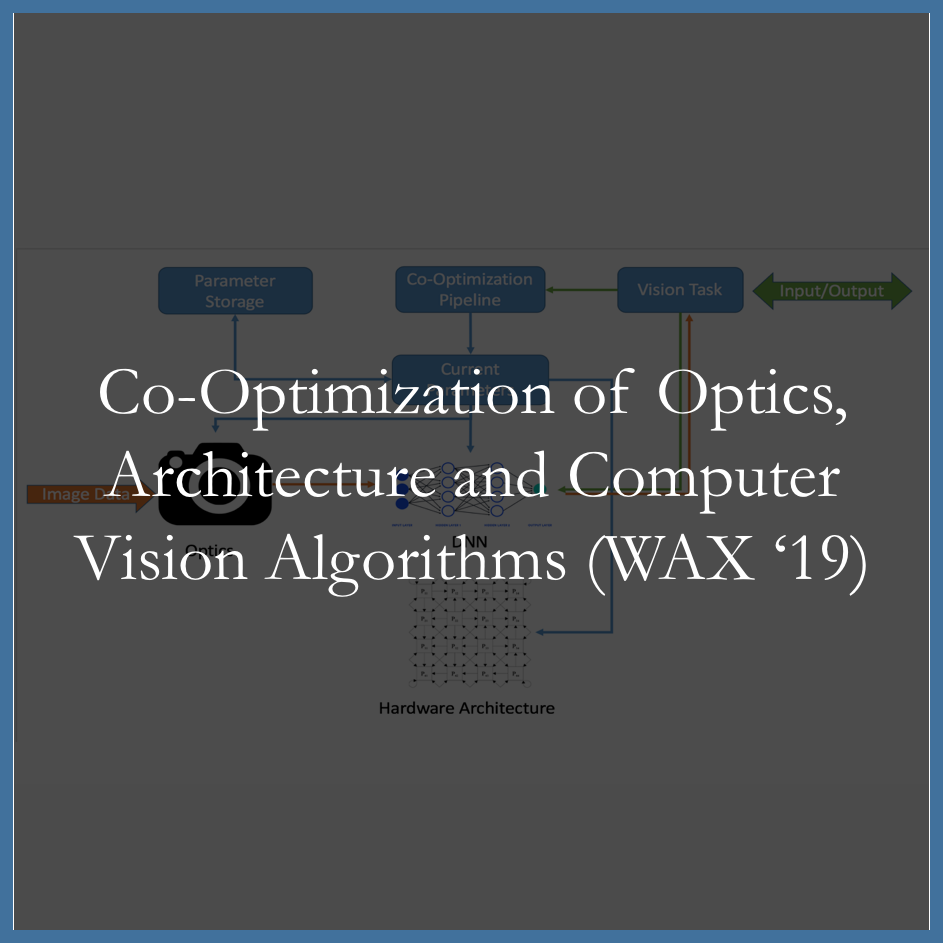 Parameter
Storage
Co-Optimization
Pipeline
Vision Task
Input/Output
Current
Parameters
Co-Optimization of Optics,
Architecture and Computer
Vision Algorithms (WAX ‘19)
Image Data
Optics
DNN
Hardware Architecture